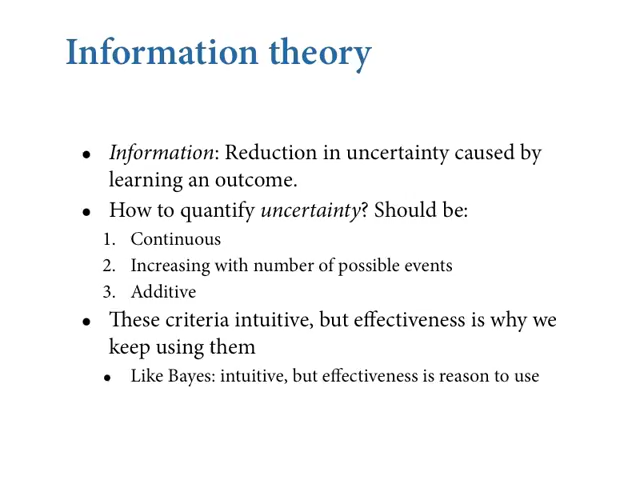 Information theory
• Information: Reduction in uncertainty caused by
learning an outcome.
• How to quantify uncertainty? Should be:
1. Continuous
2. Increasing with number of possible events
3. Additive
• These criteria intuitive, but effectiveness is why we
keep using them
• Like Bayes: intuitive, but effectiveness is reason to use